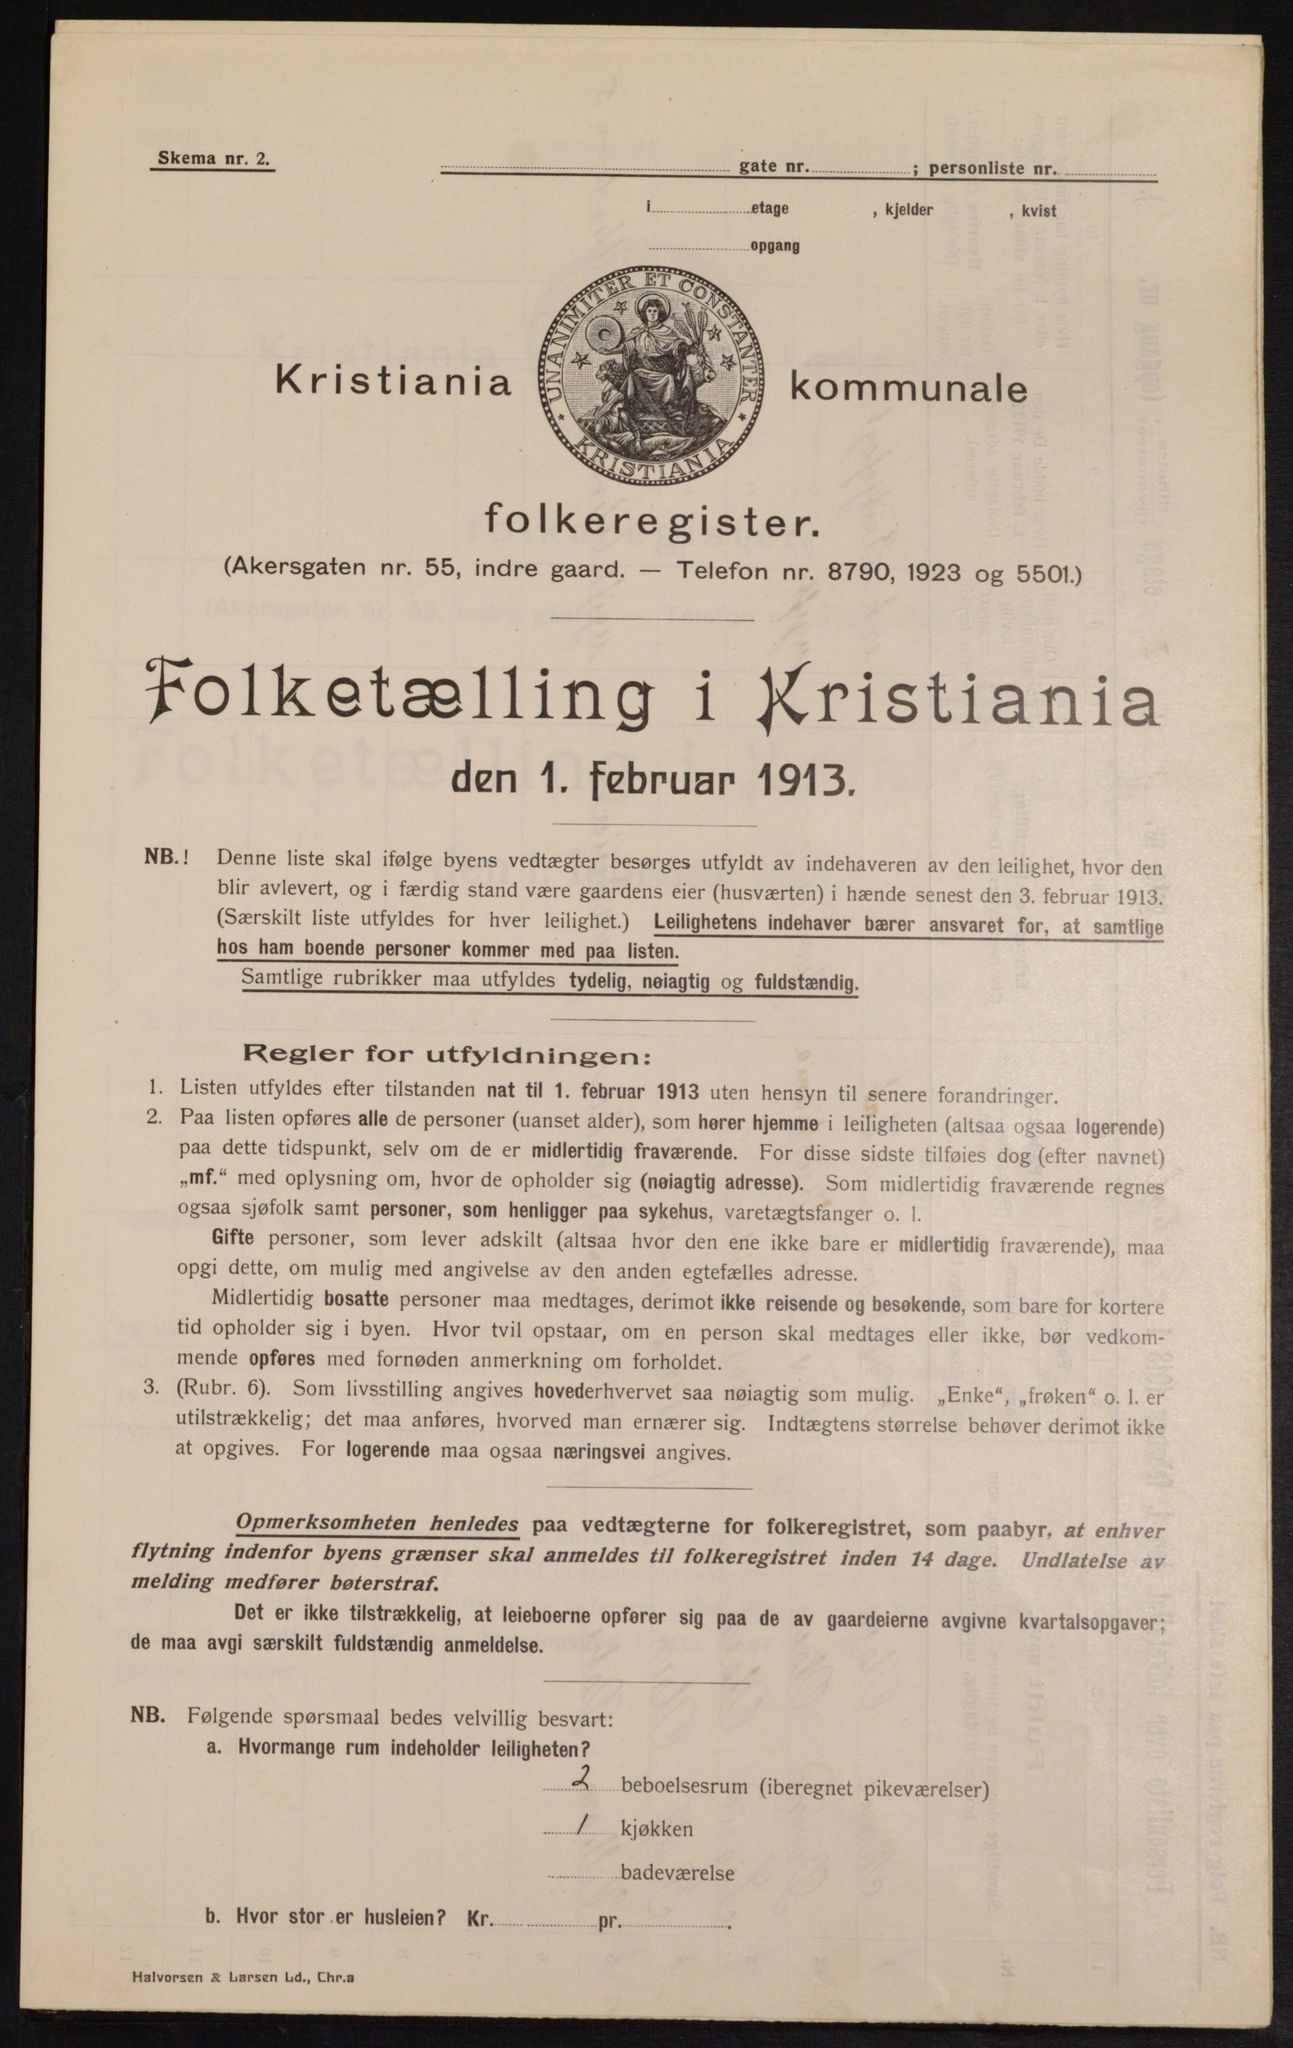 Skema nr. 2.
gate nr. ; personliste nr.
i etage , kjelder , kvist
opgang
UNANIMITER ET CONSTANTER
KRISTIANIA
Kristiania kommunale
folkeregister.
(Akersgaten nr. 55, indre gaard. — Telefon nr. 8790, 1923 og 5501.)
Folketælling i Kristiania
den 1. februar 1913.
NB.! Denne liste skal ifølge byens vedtægter besørges utfyldt av indehaveren av den leilighet, hvor den
blir avlevert, og i færdig stand være gaardens eier (husværten) i hænde senest den 3. februar 1913.
(Særskilt liste utfyldes for hver leilighet.) Leilighetens indehaver bærer ansvaret for, at samtlige
hos ham boende personer kommer med paa listen.
Samtlige rubrikker maa utfyldes tydelig, nøiagtig og fuldstændig.
Regler for utfyldningen:
1. Listen utfyldes efter tilstanden nat til 1. februar 1913 uten hensyn til senere forandringer.
2. Paa listen opføres alle de personer (uanset alder), som hører hjemme i leiligheten (altsaa ogsaa logerende)
paa dette tidspunkt, selv om de er midlertidig fraværende. For disse sidste tilføies dog (efter navnet)
„mf.“ med oplysning om, hvor de opholder sig (nøiagtig adresse). Som midlertidig fraværende regnes
ogsaa sjøfolk samt personer, som henligger paa sykehus, varetægtsfanger o. l.
Gifte personer, som lever adskilt (altsaa hvor den ene ikke bare er midlertidig fraværende), maa
opgi dette, om mulig med angivelse av den anden egtefælles adresse.
Midlertidig bosatte personer maa medtages, derimot ikke reisende og besøkende, som bare for kortere
tid opholder sig i byen. Hvor tvil opstaar, om en person skal medtages eller ikke, bør vedkom-
mende opføres med fornøden anmerkning om forholdet.
3. (Rubr. 6). Som livsstilling angives hovederhvervet saa nøiagtig som mulig. „Enke“, „frøken“ o. l. er
utilstrækkelig; det maa anføres, hvorved man ernærer sig. Indtægtens størrelse behøver derimot ikke
at opgives. For logerende maa ogsaa næringsvei angives.
Opmerksomheten henledes paa vedtægterne for folkeregistret, som paabyr, at enhver
flytning indenfor byens grænser skal anmeldes til folkeregistret inden 14 dage. Undlatelse av
melding medfører bøterstraf.
Det er ikke tilstrækkelig, at leieboerne opfører sig paa de av gaardeierne avgivne kvartalsopgaver;
de maa avgi særskilt fuldstændig anmeldelse.
NB. Følgende spørsmaal bedes velvillig besvart:
a. Hvormange rum indeholder leiligheten?
2 beboelsesrum (iberegnet pikeværelser)
1 kjøkken
badeværelse
b. Hvor stor er husleien? Kr. pr. .
Halvorsen & Larsen Ld., Chr.a